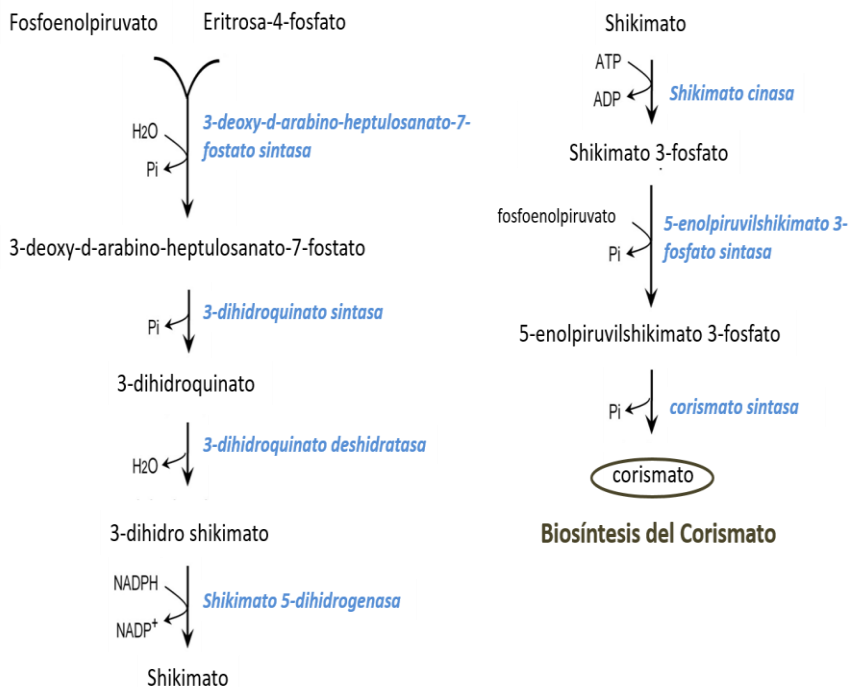 Fosfoenolpiruvato
Eritrosa-4-fosfato
H2O
Pi
3-deoxy-d-arabino-heptulosanato-7-
fostato sintasa
3-deoxy-d-arabino-heptulosanato-7-fostato
Pi
3-dihidroquinato sintasa
3-dihidroquinato
H2O
3-dihidroquinato deshidratasa
3-dihidro shikimato
NADPH
NADP+
Shikimato 5-dihidrogenasa
Shikimato
Shikimato
ATP
ADP
Shikimato cinasa
Shikimato 3-fosfato
fosfoenolpiruvato
Pi
5-enolpiruvilshikimato 3-
fosfato sintasa
5-enolpiruvilshikimato 3-fosfato
Pi
corismato sintasa
corismato
Biosíntesis del Corismato